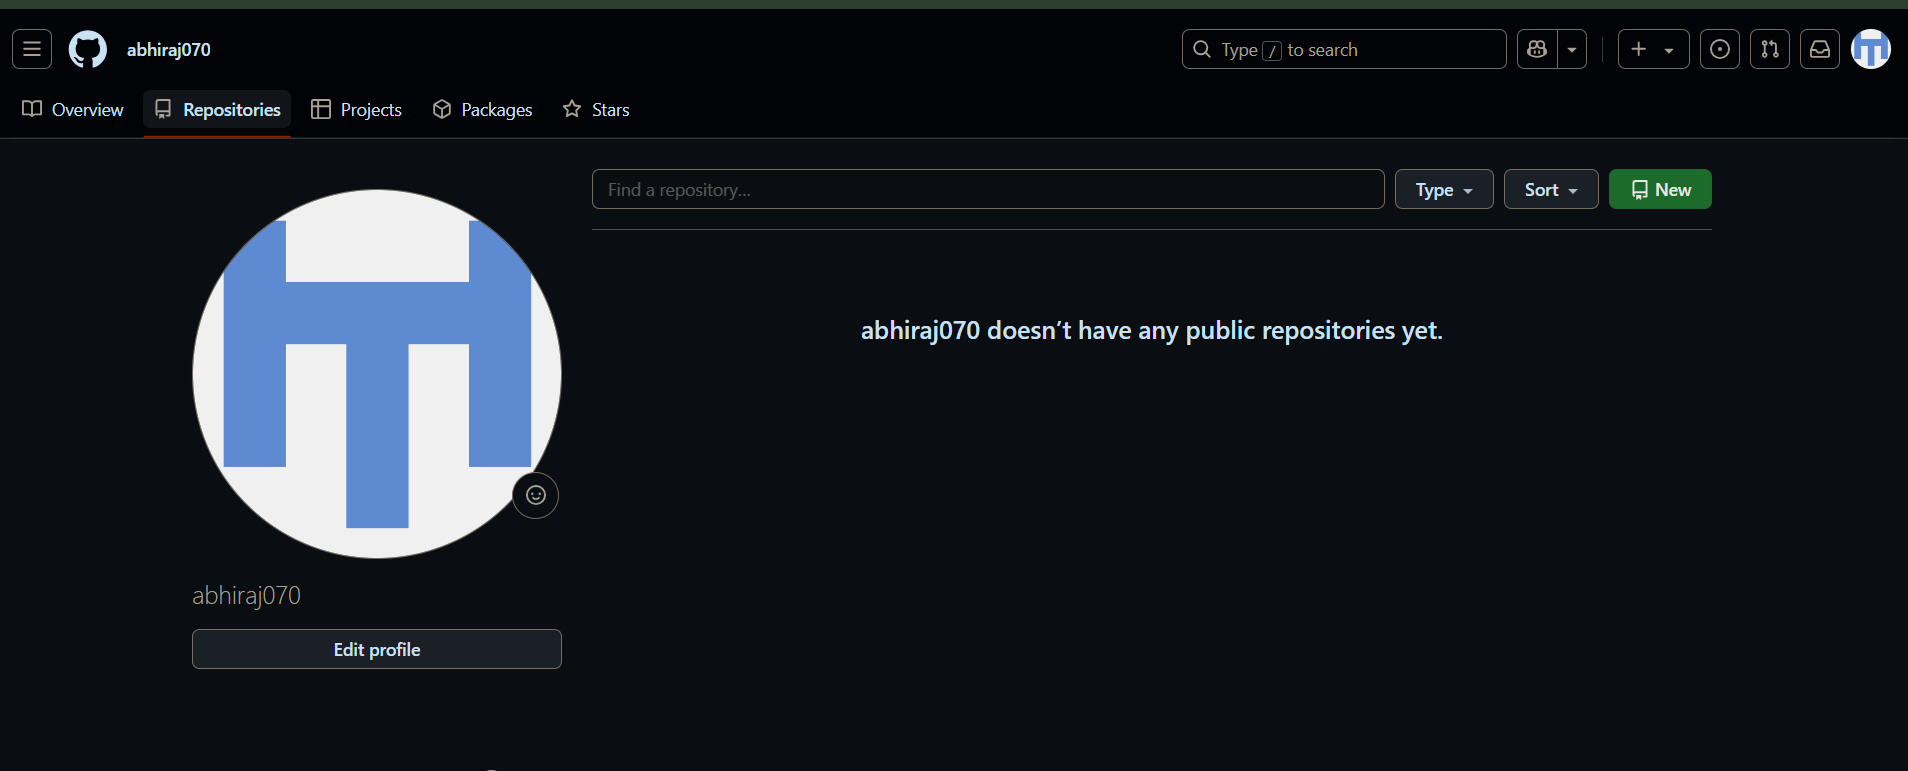 abhiraj070
Type / to search
Overview
Repositories
Projects
Packages
Stars
Find a repository...
Type
Sort
New
abhiraj070 doesn’t have any public repositories yet.
abhiraj070
Edit profile